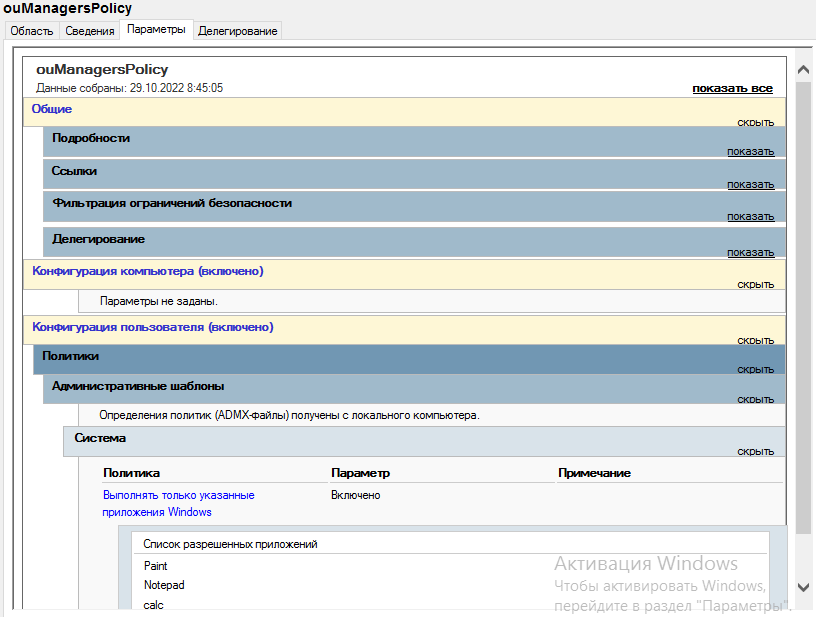 ouManagersPolicy
Область Сведения Параметры Делегирование
ouManagersPolicy
Данные собраны: 29.10.2022 8:45:05
показать все
Общие
скрыть
Подробности
показать
Ссылки
показать
Фильтрация ограничений безопасности
показать
Делегирование
показать
Конфигурация компьютера (включено)
скрыть
Параметры не заданы.
Конфигурация пользователя (включено)
скрыть
Политики
скрыть
Административные шаблоны
скрыть
Определения политик (ADMX-файлы) получены с локального компьютера.
Система
скрыть
Политика Параметр Примечание
Выполнять только указанные Включено
приложения Windows
Список разрешенных приложений
Paint
Notepad
calc
Активация Windows
Чтобы активировать Windows,
перейдите в раздел "Параметры".